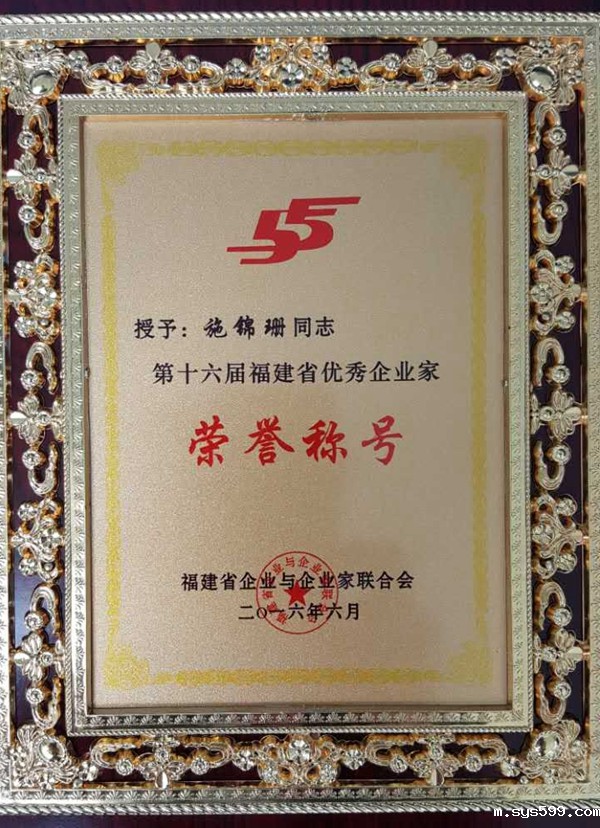 55
授予：施锦珊同志
第十六届福建省优秀企业家
荣誉称号
福建省企业与企业家联合会
二〇一六年六月
m.sys599.com